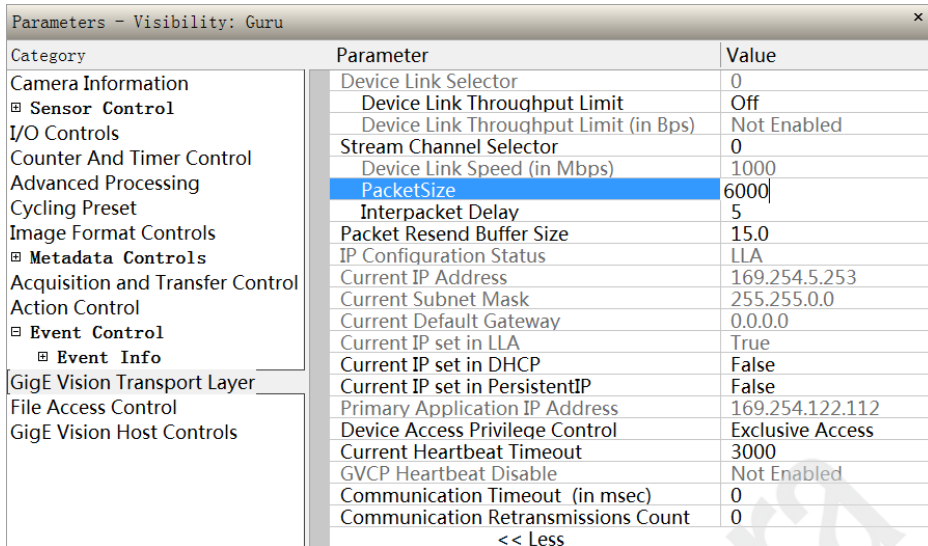 Parameters - Visibility: Guru ×
Category Parameter Value
Camera Information Device Link Selector 0
⊞ Sensor Control Device Link Throughput Limit Off
I/O Controls Device Link Throughput Limit (in Bps) Not Enabled
Counter And Timer Control Stream Channel Selector 0
Advanced Processing Device Link Speed (in Mbps) 1000
Cycling Preset PacketSize 6000
Image Format Controls Interpacket Delay 5
⊞ Metadata Controls Packet Resend Buffer Size 15.0
Acquisition and Transfer Control IP Configuration Status LLA
Action Control Current IP Address 169.254.5.253
⊟ Event Control Current Subnet Mask 255.255.0.0
⊞ Event Info Current Default Gateway 0.0.0.0
GigE Vision Transport Layer Current IP set in LLA True
File Access Control Current IP set in DHCP False
GigE Vision Host Controls Current IP set in PersistentIP False
Primary Application IP Address 169.254.122.112
Device Access Privilege Control Exclusive Access
Current Heartbeat Timeout 3000
GVCP Heartbeat Disable Not Enabled
Communication Timeout (in msec) 0
Communication Retransmissions Count 0
<< Less